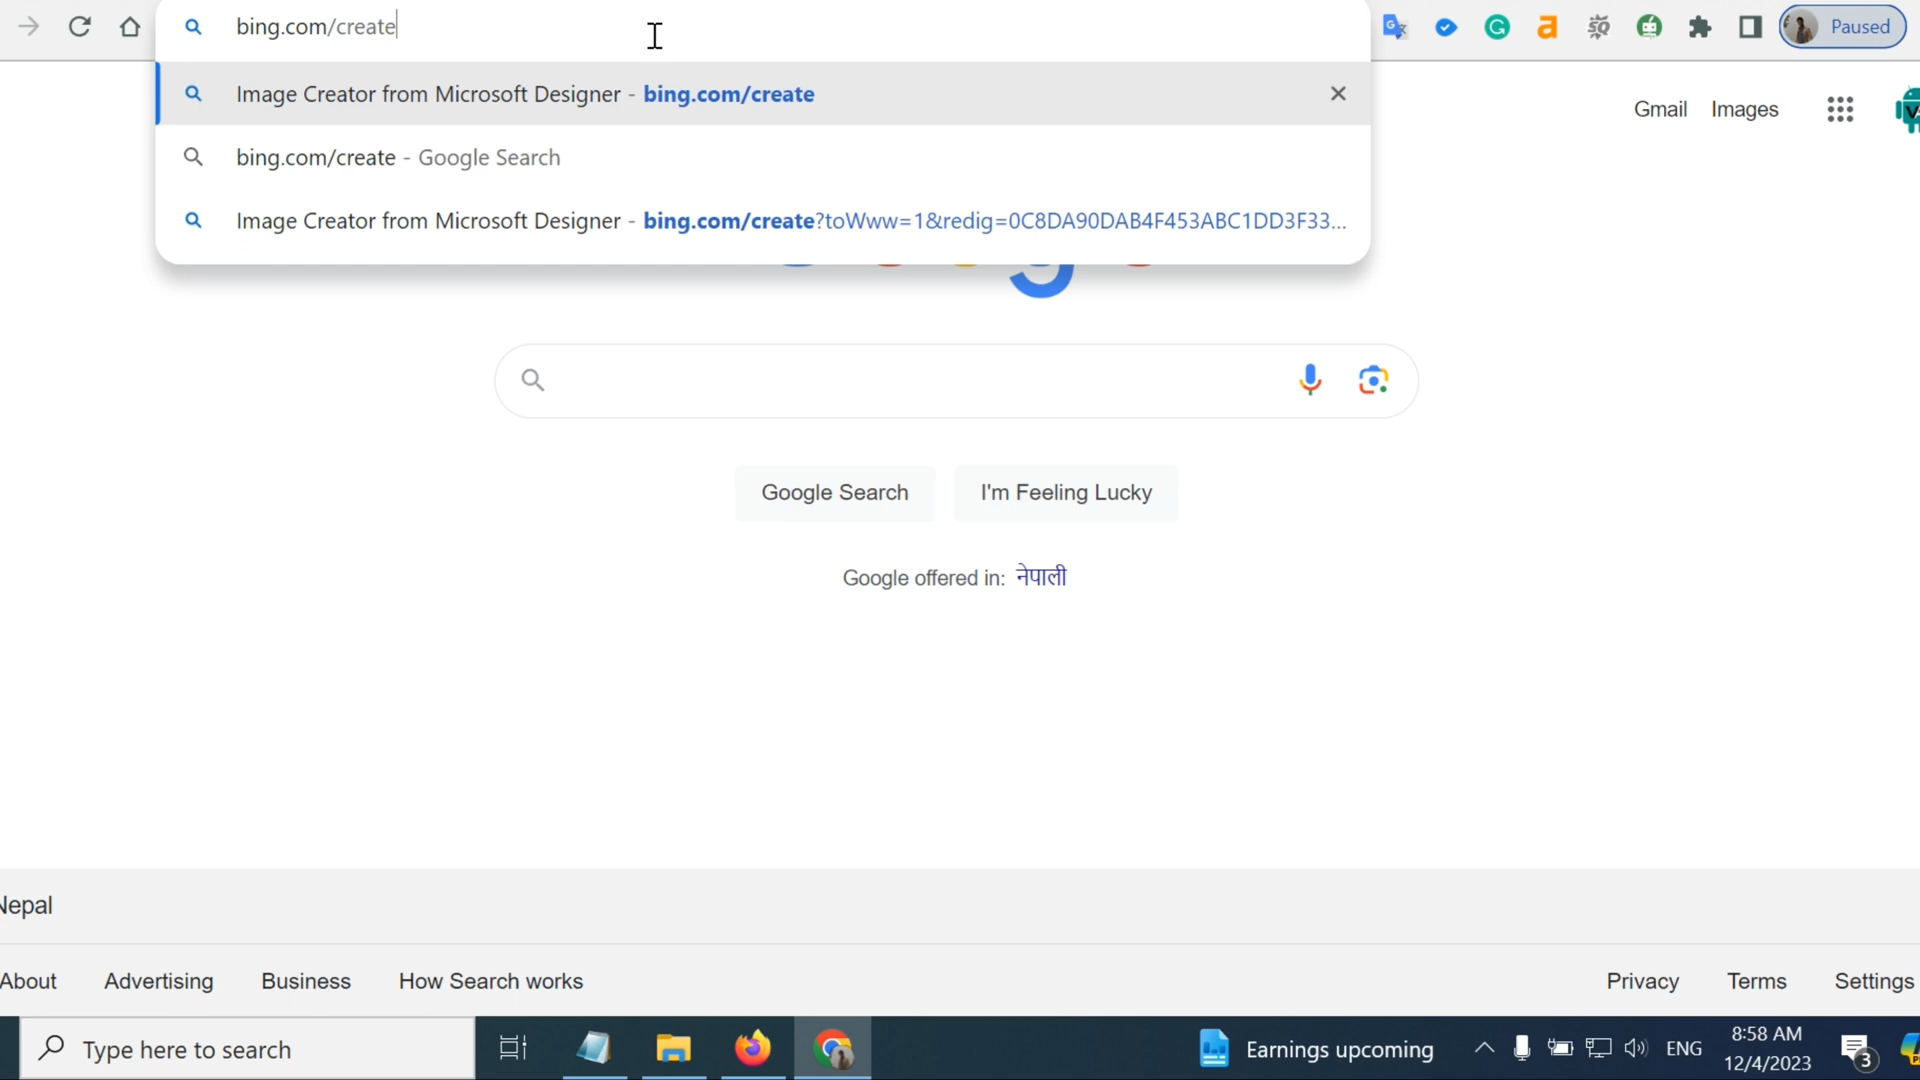 bing.com/create
Paused
Image Creator from Microsoft Designer - bing.com/create
bing.com/create - Google Search
Image Creator from Microsoft Designer - bing.com/create?toWww=1&redig=0C8DA90DAB4F453ABC1DD3F33...
Gmail Images
Google Search I'm Feeling Lucky
Google offered in: नेपाली
Nepal
About Advertising Business How Search works Privacy Terms Settings
Type here to search
Earnings upcoming
ENG
8:58 AM
12/4/2023
3